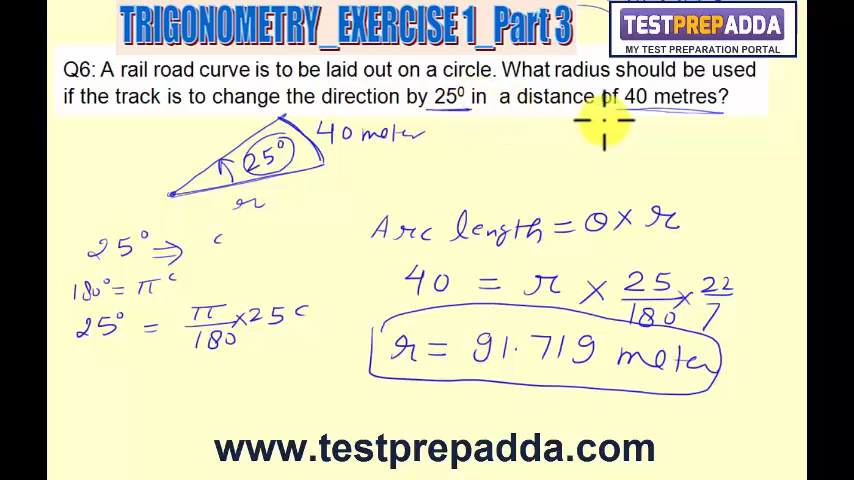 TRIGONOMETRY_EXERCISE 1_Part 3
TESTPREPADDA
MY TEST PREPARATION PORTAL
Q6: A rail road curve is to be laid out on a circle. What radius should be used
if the track is to change the direction by 25⁰ in a distance of 40 metres?
40 meter
25°
r
25° ⇒ c
180° = π c
25° = π/180 × 25 c
Arc length = θ × r
40 = r × 25/180 × 22/7
r = 91.719 meter
www.testprepadda.com